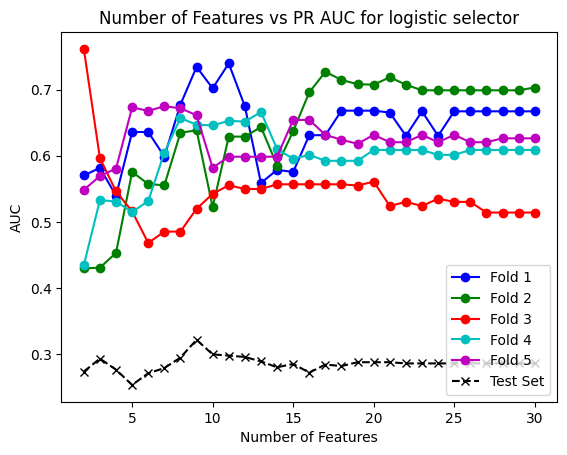 Number of Features vs PR AUC for logistic selector
AUC
0.7
0.6
0.5
0.4
0.3
Fold 1
Fold 2
Fold 3
Fold 4
Fold 5
Test Set
5
10
15
20
25
30
Number of Features